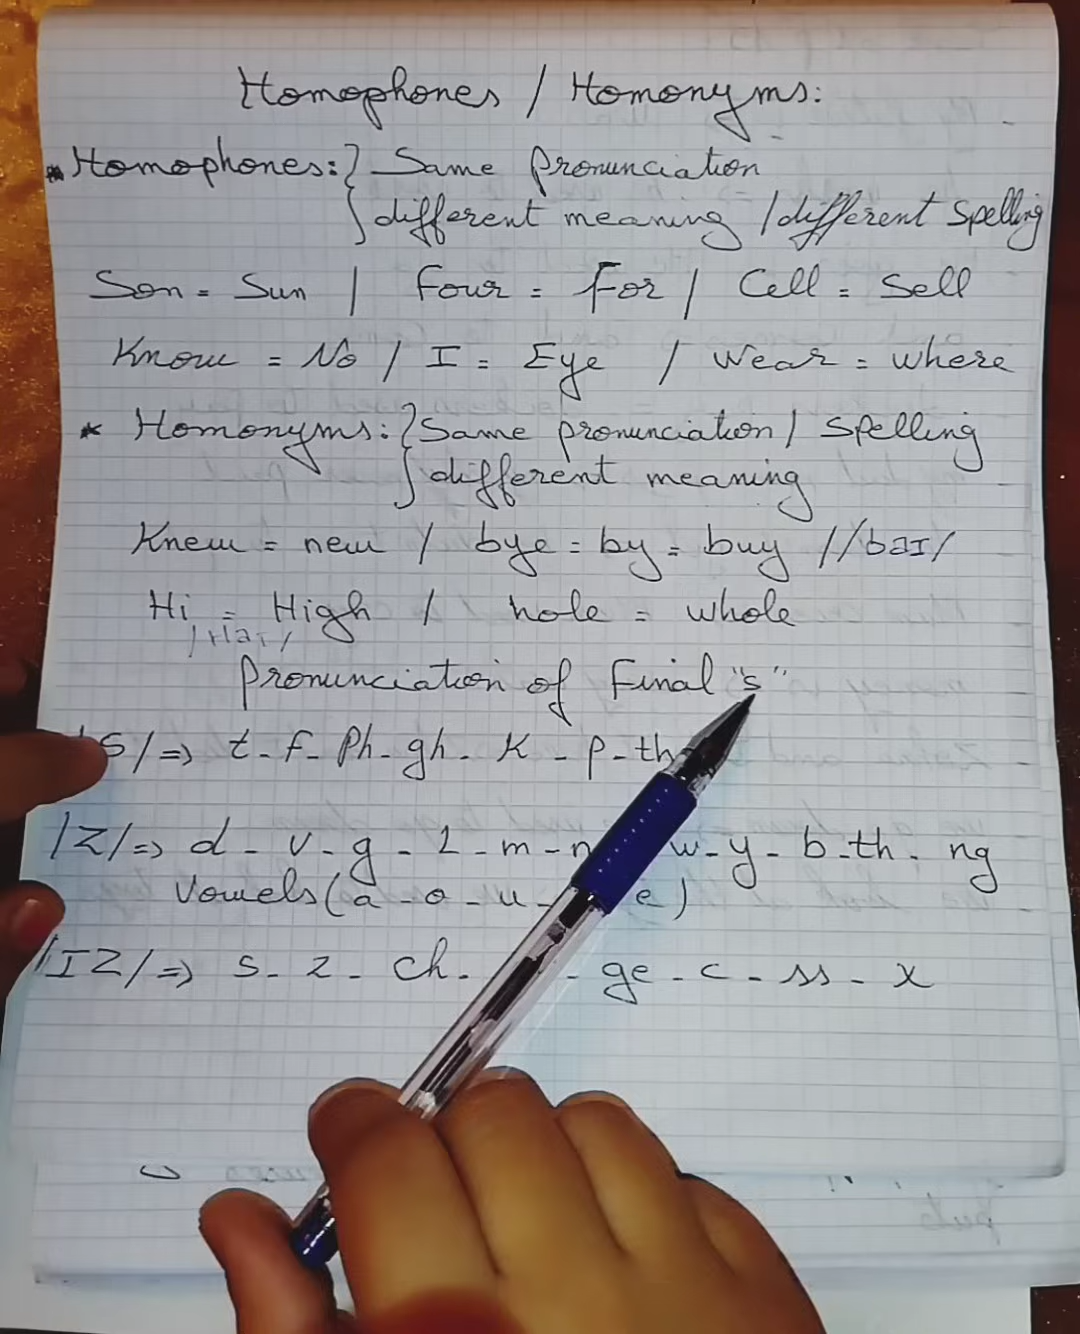 Homophones / Homonyms:
* Homophones: } Same pronunciation
{ different meaning / different spelling
Son = Sun / Four = For / Cell = Sell
Know = No / I = Eye / Wear = where
* Homonyms: } Same pronunciation / Spelling
{ different meaning
Knew = new / bye = by = buy // baI /
Hi = High / hole = whole
/HaI/
Pronunciation of Final "s"
/S/ => t - f - Ph - gh - K - p - th
/Z/ => d - v - g - L - m - n w - y - b - th - ng
Vowels (a - o - u - e)
/IZ/ => s - z - ch - - ge - c - ss - x